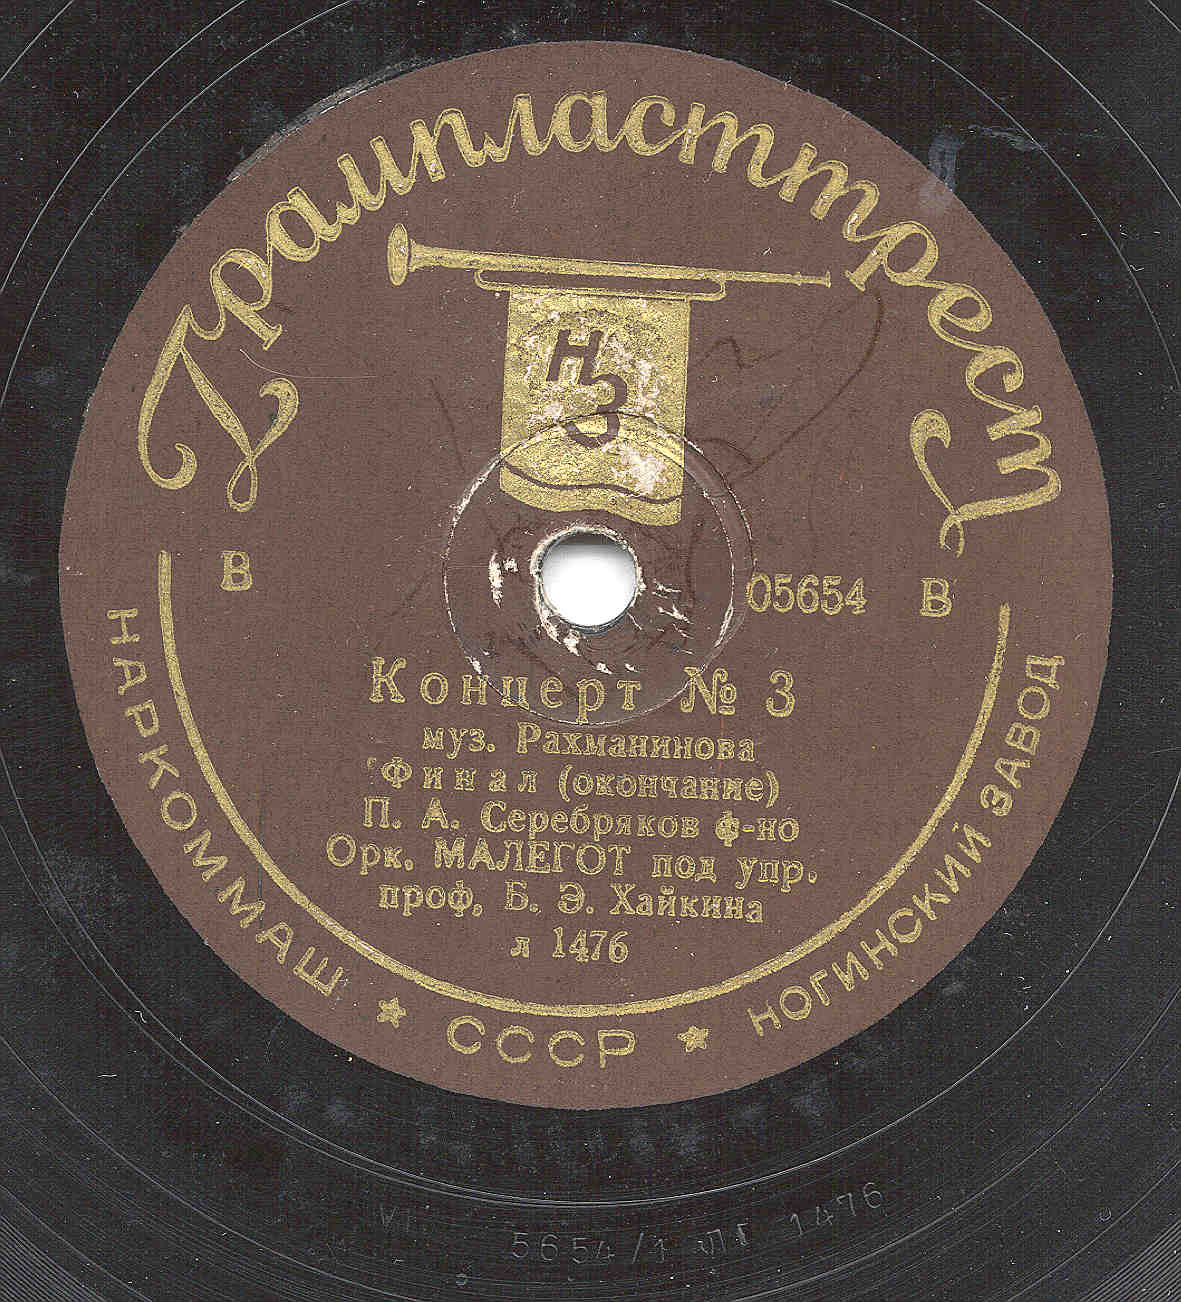 Грампласттрест
НЗ
В
05654 В
Концерт № 3
муз. Рахманинова
Финал (окончание)
П. А. Серебряков ф-но
Орк. МАЛЕГОТ под упр.
проф. Б. Э. Хайкина
л 1476
НАРКОММАШ ★ СССР ★ НОГИНСКИЙ ЗАВОД
5654/1 лг 1476